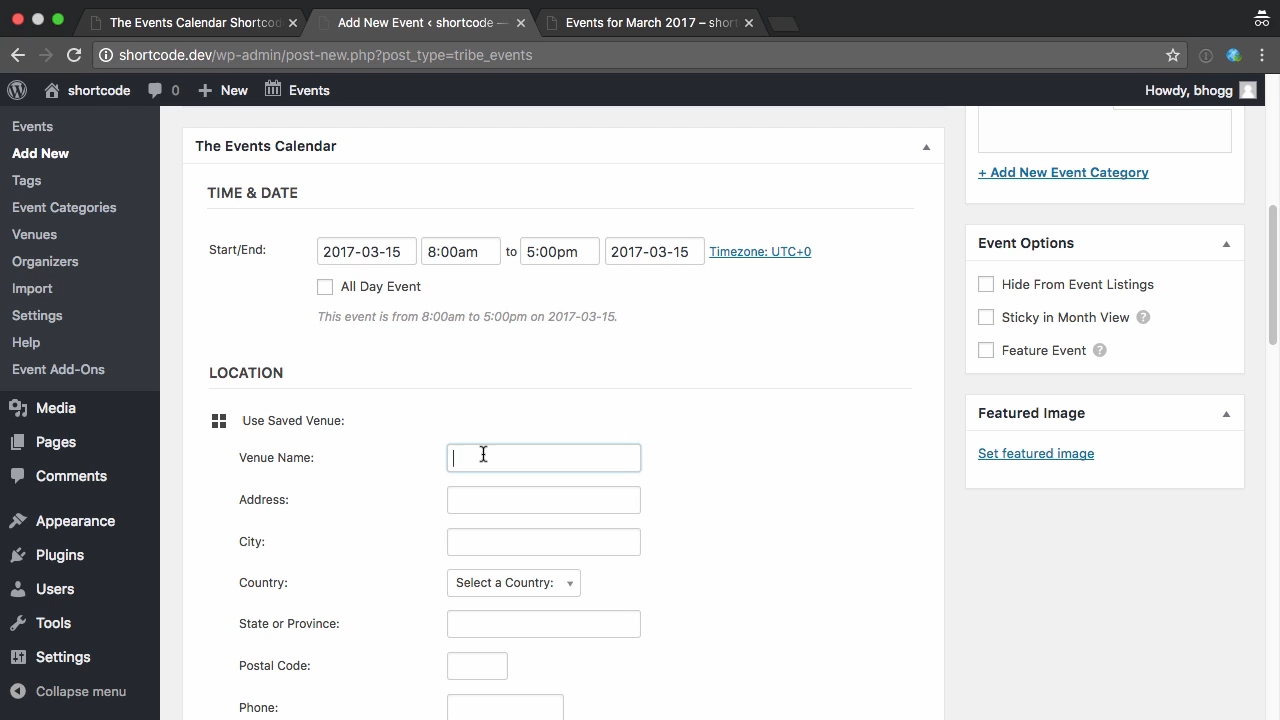 The Events Calendar Shortco
Add New Event ‹ shortcode —
Events for March 2017 – short
shortcode.dev/wp-admin/post-new.php?post_type=tribe_events
shortcode
0
New
Events
Howdy, bhogg
Events
Add New
Tags
Event Categories
Venues
Organizers
Import
Settings
Help
Event Add-Ons
Media
Pages
Comments
Appearance
Plugins
Users
Tools
Settings
Collapse menu
The Events Calendar
TIME & DATE
Start/End: 2017-03-15 8:00am to 5:00pm 2017-03-15 Timezone: UTC+0
All Day Event
This event is from 8:00am to 5:00pm on 2017-03-15.
LOCATION
Use Saved Venue:
Venue Name:
Address:
City:
Country: Select a Country:
State or Province:
Postal Code:
Phone:
+ Add New Event Category
Event Options
Hide From Event Listings
Sticky in Month View ?
Feature Event ?
Featured Image
Set featured image